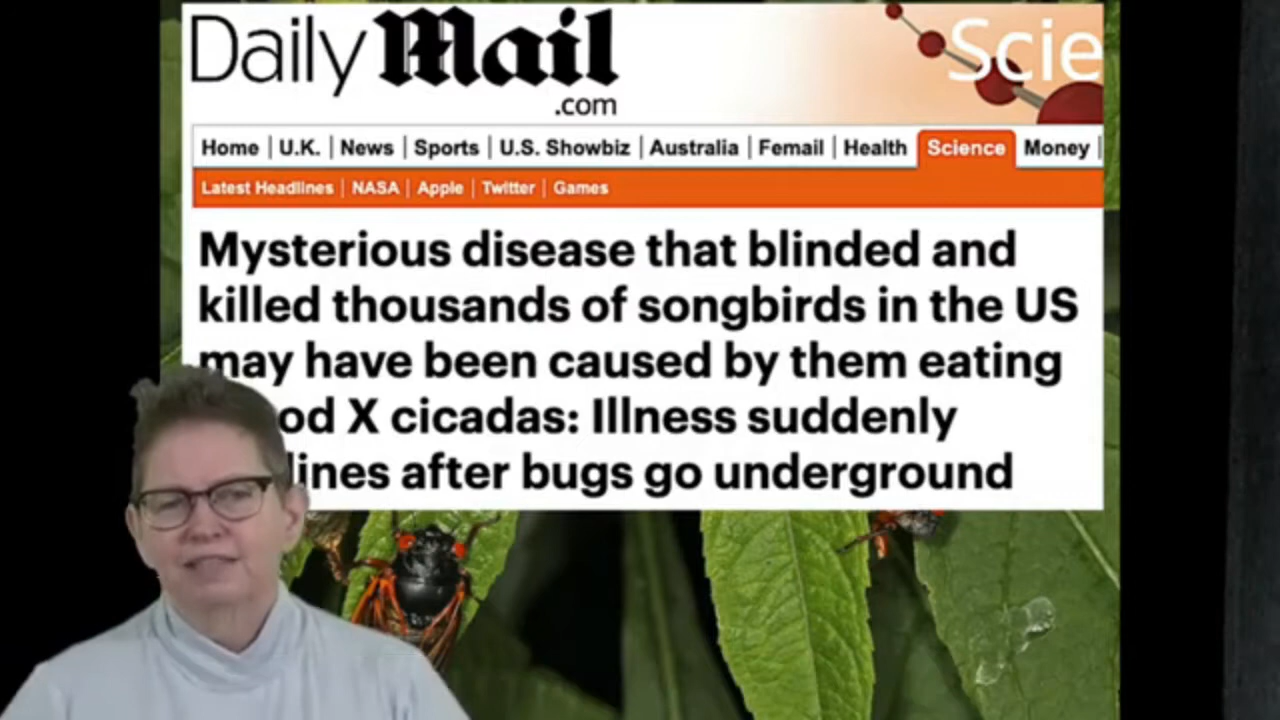 Daily Mail
.com
Scie
Home | U.K. | News | Sports | U.S. Showbiz | Australia | Femail | Health | Science | Money |
Latest Headlines | NASA | Apple | Twitter | Games
Mysterious disease that blinded and
killed thousands of songbirds in the US
may have been caused by them eating
od X cicadas: Illness suddenly
lines after bugs go underground